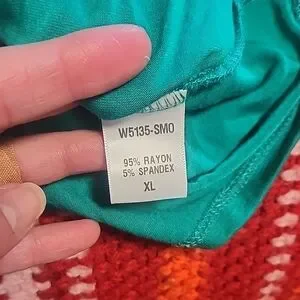 W5135-SMO
95% RAYON
5% SPANDEX
XL